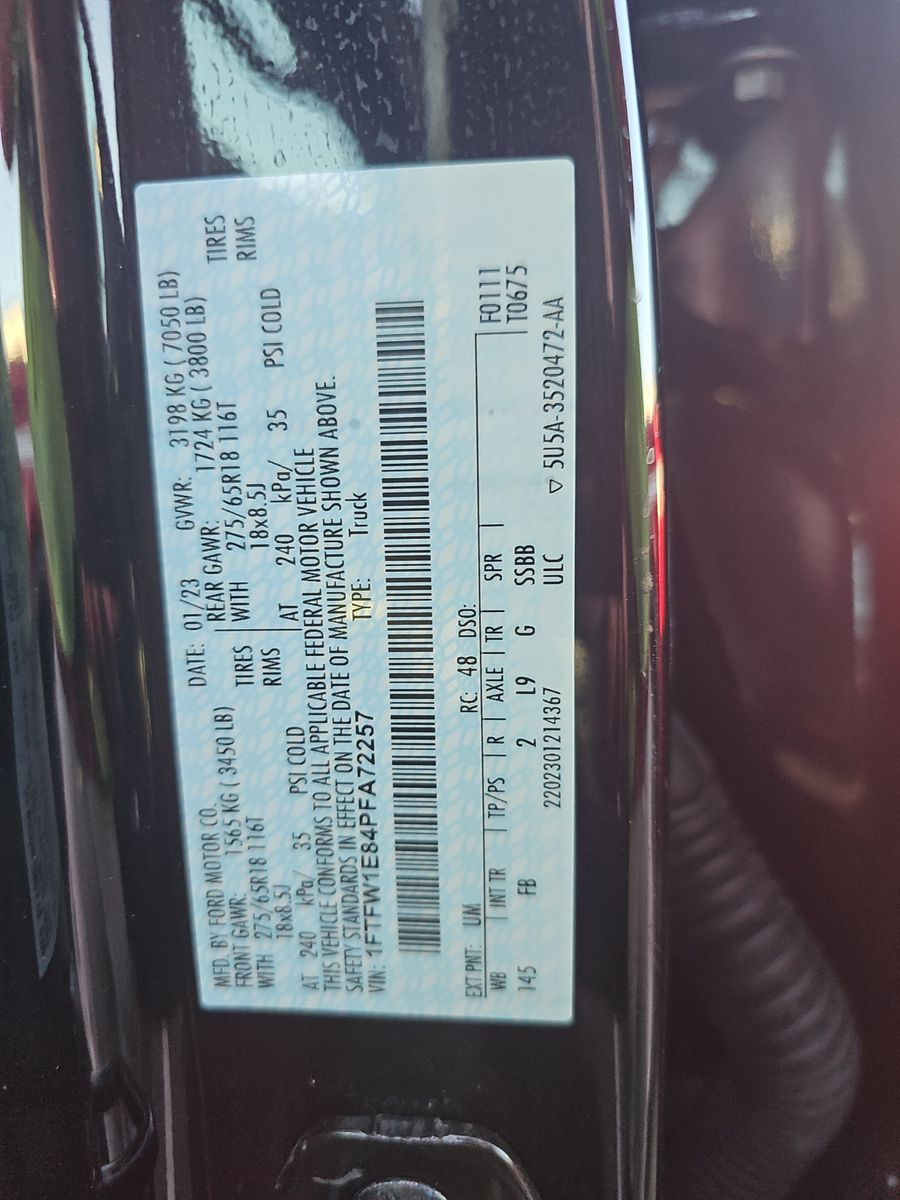 MFD. BY FORD MOTOR CO. DATE: 01/23 GVWR: 3198 KG ( 7050 LB)
FRONT GAWR: 1565 KG ( 3450 LB) REAR GAWR: 1724 KG ( 3800 LB)
WITH 275/65R18 116T TIRES WITH 275/65R18 116T TIRES
18x8.5J RIMS 18x8.5J RIMS
AT 240 kPa/ 35 PSI COLD AT 240 kPa/ 35 PSI COLD
THIS VEHICLE CONFORMS TO ALL APPLICABLE FEDERAL MOTOR VEHICLE
SAFETY STANDARDS IN EFFECT ON THE DATE OF MANUFACTURE SHOWN ABOVE.
VIN: 1FTFW1E84PFA72257 TYPE: Truck
EXT PNT: UM RC: 48 DSO: F0111
WB INT TR TP/PS R AXLE TR SPR T0675
145 FB 2 L9 G SSBB
2202301214367 ULC ▽ 5U5A-3520472-AA